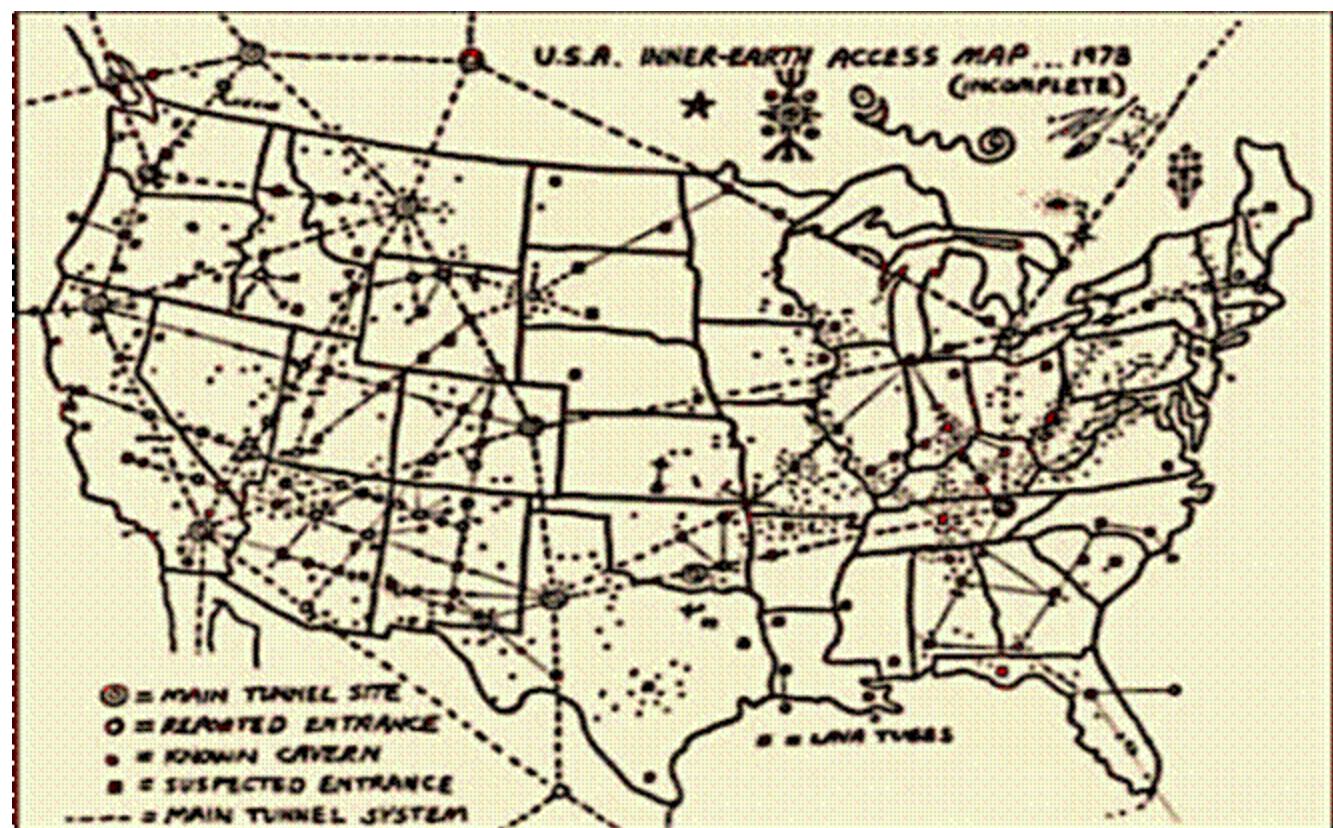 U.S.A. INNER-EARTH ACCESS MAP... 1978
(INCOMPLETE)
= MAIN TUNNEL SITE
= REPORTED ENTRANCE
= KNOWN CAVERN
= SUSPECTED ENTRANCE
---- = MAIN TUNNEL SYSTEM
= LAVA TUBES